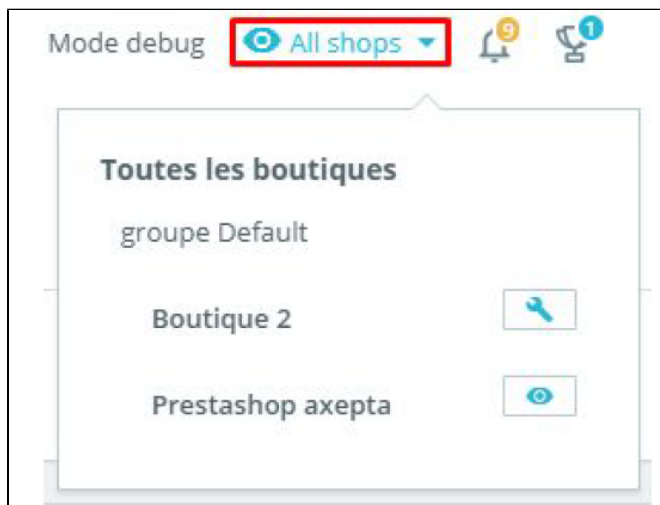 Mode debug All shops 9 1
Toutes les boutiques
groupe Default
Boutique 2
Prestashop axepta